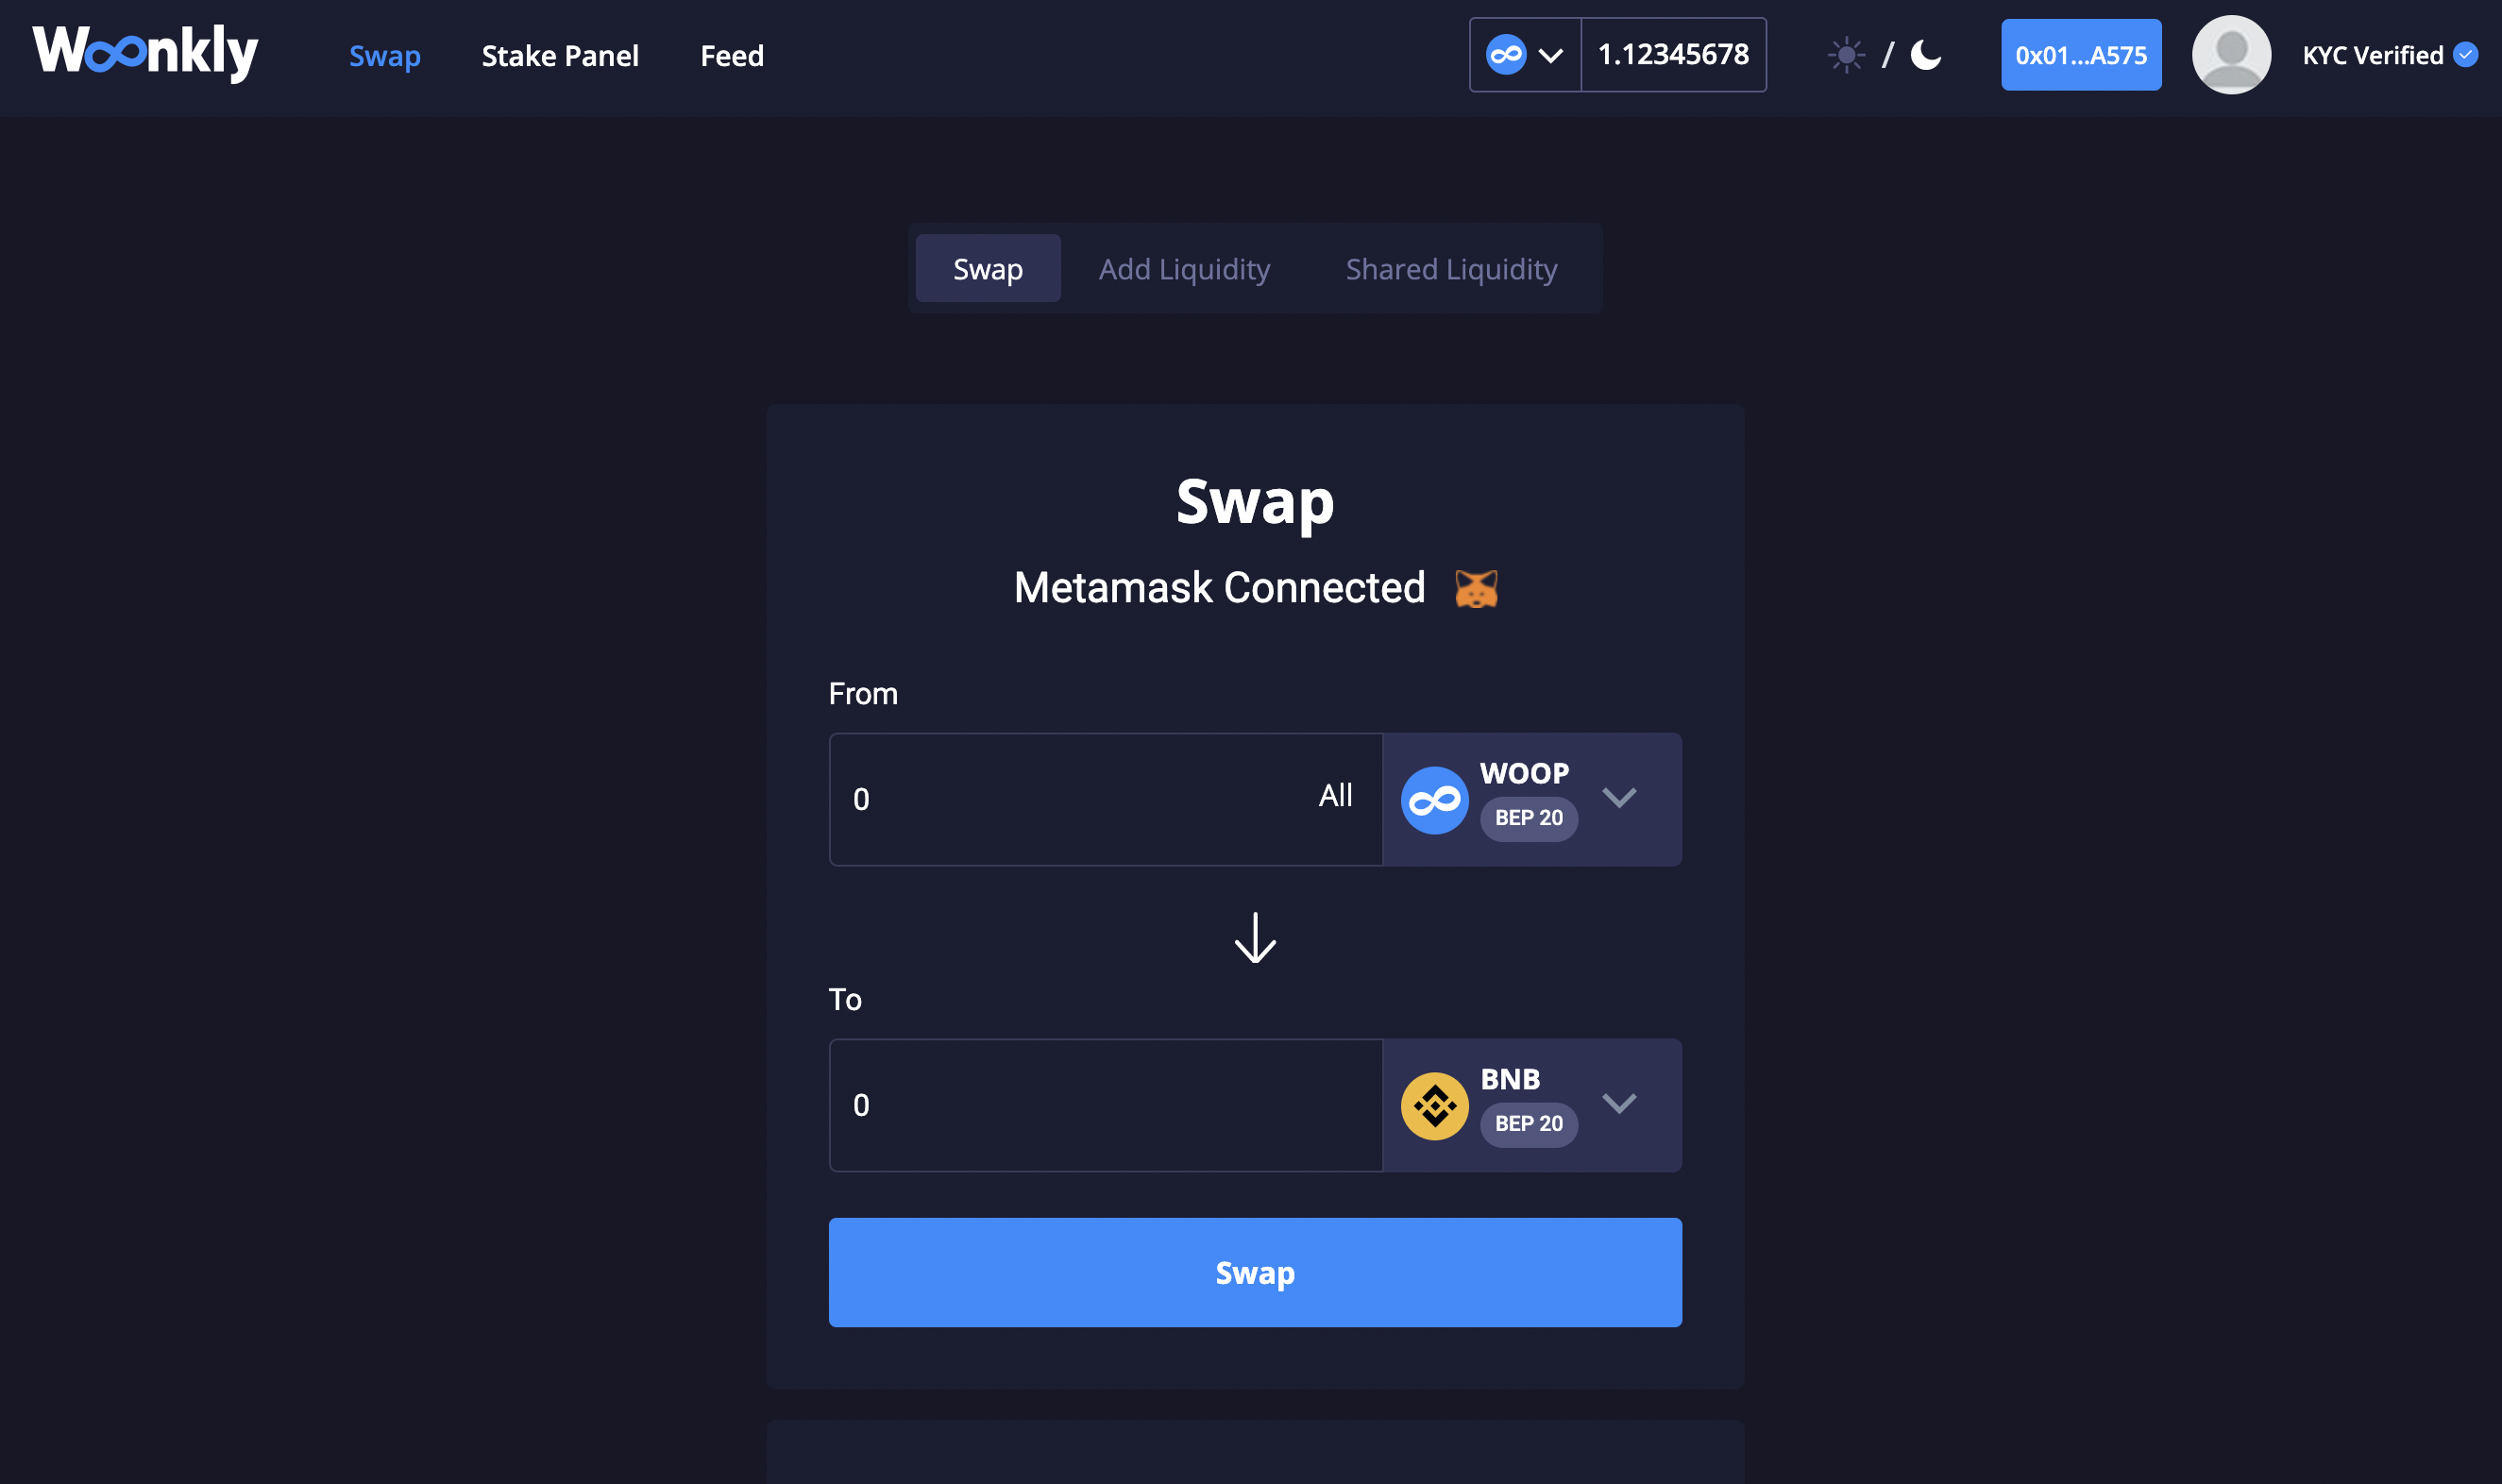 Woonkly
Swap Stake Panel Feed 1.12345678 / 0x01...A575 KYC Verified
Swap Add Liquidity Shared Liquidity
Swap
Metamask Connected
From
0 All WOOP
BEP 20
To
0 BNB
BEP 20
Swap